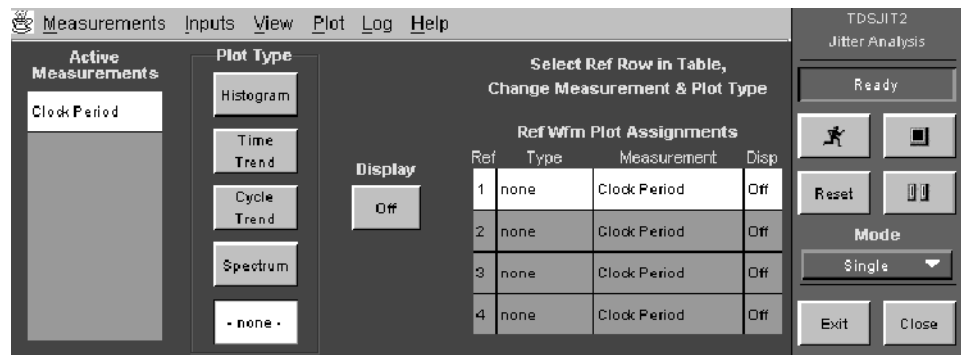 Measurements Inputs View Plot Log Help
Active
Measurements
Clock Period
Plot Type
Histogram
Time
Trend
Cycle
Trend
Spectrum
- none -
Display
Off
Select Ref Row in Table,
Change Measurement & Plot Type
Ref Wfm Plot Assignments
Ref Type Measurement Disp
1 none Clock Period Off
2 none Clock Period Off
3 none Clock Period Off
4 none Clock Period Off
TDSJIT2
Jitter Analysis
Ready
Reset
Mode
Single
Exit Close